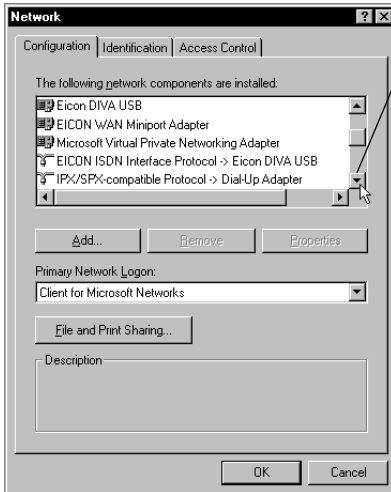 Network
Configuration Identification Access Control
The following network components are installed:
Eicon DIVA USB
EICON WAN Miniport Adapter
Microsoft Virtual Private Networking Adapter
EICON ISDN Interface Protocol -> Eicon DIVA USB
IPX/SPX-compatible Protocol -> Dial-Up Adapter
Add... Remove Properties
Primary Network Logon:
Client for Microsoft Networks
File and Print Sharing...
Description
OK Cancel